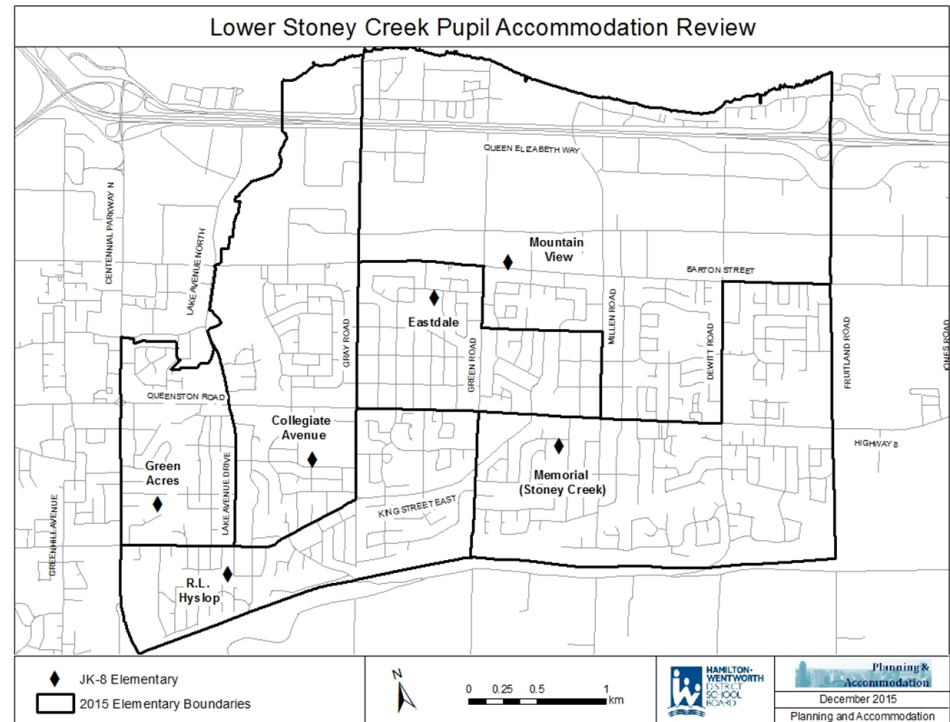 Lower Stoney Creek Pupil Accommodation Review
QUEEN ELIZABETH WAY
CENTENNIAL PARKWAY N
LAKE AVENUE NORTH
Mountain
View
BARTON STREET
Eastdale
GRAY ROAD
GREEN ROAD
MILLEN ROAD
DEWITT ROAD
FRUITLAND ROAD
JONES ROAD
QUEENSTON ROAD
Collegiate
Avenue
HIGHWAY 8
Green
Acres
LAKE AVENUE DRIVE
Memorial
(Stoney Creek)
KING STREET EAST
GREENHILL AVENUE
R.L.
Hyslop
JK-8 Elementary
2015 Elementary Boundaries
N
0 0.25 0.5 1
km
HAMILTON-
WENTWORTH
DISTRICT
SCHOOL
BOARD
Planning &
Accommodation
December 2015
Planning and Accommodation